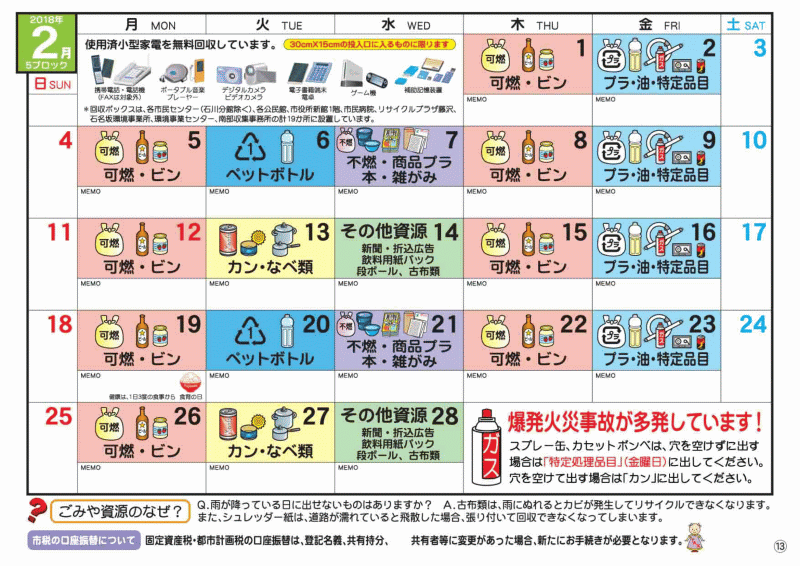 2018年
2月
5ブロック
日 SUN
月 MON
火 TUE
水 WED
木 THU
金 FRI
土 SAT
使用済小型家電を無料回収しています。
30cm×15cmの投入口に入るものに限ります
携帯電話・電話機
(FAXは対象外)
ポータブル音楽
プレーヤー
デジタルカメラ
ビデオカメラ
電子書籍端末
電卓
ゲーム機
補助記憶装置
*回収ボックスは、各市民センター(石川分館除く)、各公民館、市役所新館1階、市民病院、リサイクルプラザ藤沢、
石名坂環境事業所、環境事業センター、南部収集事務所の計19カ所に設置しています。
可燃
1
可燃・ビン
MEMO
プラ
2
プラ・油・特定品目
MEMO
3
4
可燃
5
可燃・ビン
MEMO
1
6
ペットボトル
MEMO
不燃
7
不燃・商品プラ
本・雑がみ
MEMO
可燃
8
可燃・ビン
MEMO
プラ
9
プラ・油・特定品目
MEMO
10
11
可燃
12
可燃・ビン
MEMO
13
カン・なべ類
MEMO
その他資源 14
新聞・折込広告
飲料用紙パック
段ボール、古布類
MEMO
可燃
15
可燃・ビン
MEMO
プラ
16
プラ・油・特定品目
MEMO
17
18
可燃
19
可燃・ビン
MEMO
健康は、1日3度の食事から 食育の日
1
20
ペットボトル
MEMO
不燃
21
不燃・商品プラ
本・雑がみ
MEMO
可燃
22
可燃・ビン
MEMO
プラ
23
プラ・油・特定品目
MEMO
24
25
可燃
26
可燃・ビン
MEMO
27
カン・なべ類
MEMO
その他資源 28
新聞・折込広告
飲料用紙パック
段ボール、古布類
MEMO
ガス
爆発火災事故が多発しています!
スプレー缶、カセットボンベは、穴を空けずに出す
場合は「特定処理品目」(金曜日)に出してください。
穴を空けて出す場合は「カン」に出してください。
? ごみや資源のなぜ?
Q.雨が降っている日に出せないものはありますか? A.古布類は、雨にぬれるとカビが発生してリサイクルできなくなります。
また、シュレッダー紙は、道路が濡れていると飛散した場合、張り付いて回収できなくなってしまいます。
市税の口座振替について
固定資産税・都市計画税の口座振替は、登記名義、共有持分、 共有者等に変更があった場合、新たにお手続きが必要となります。
⑬